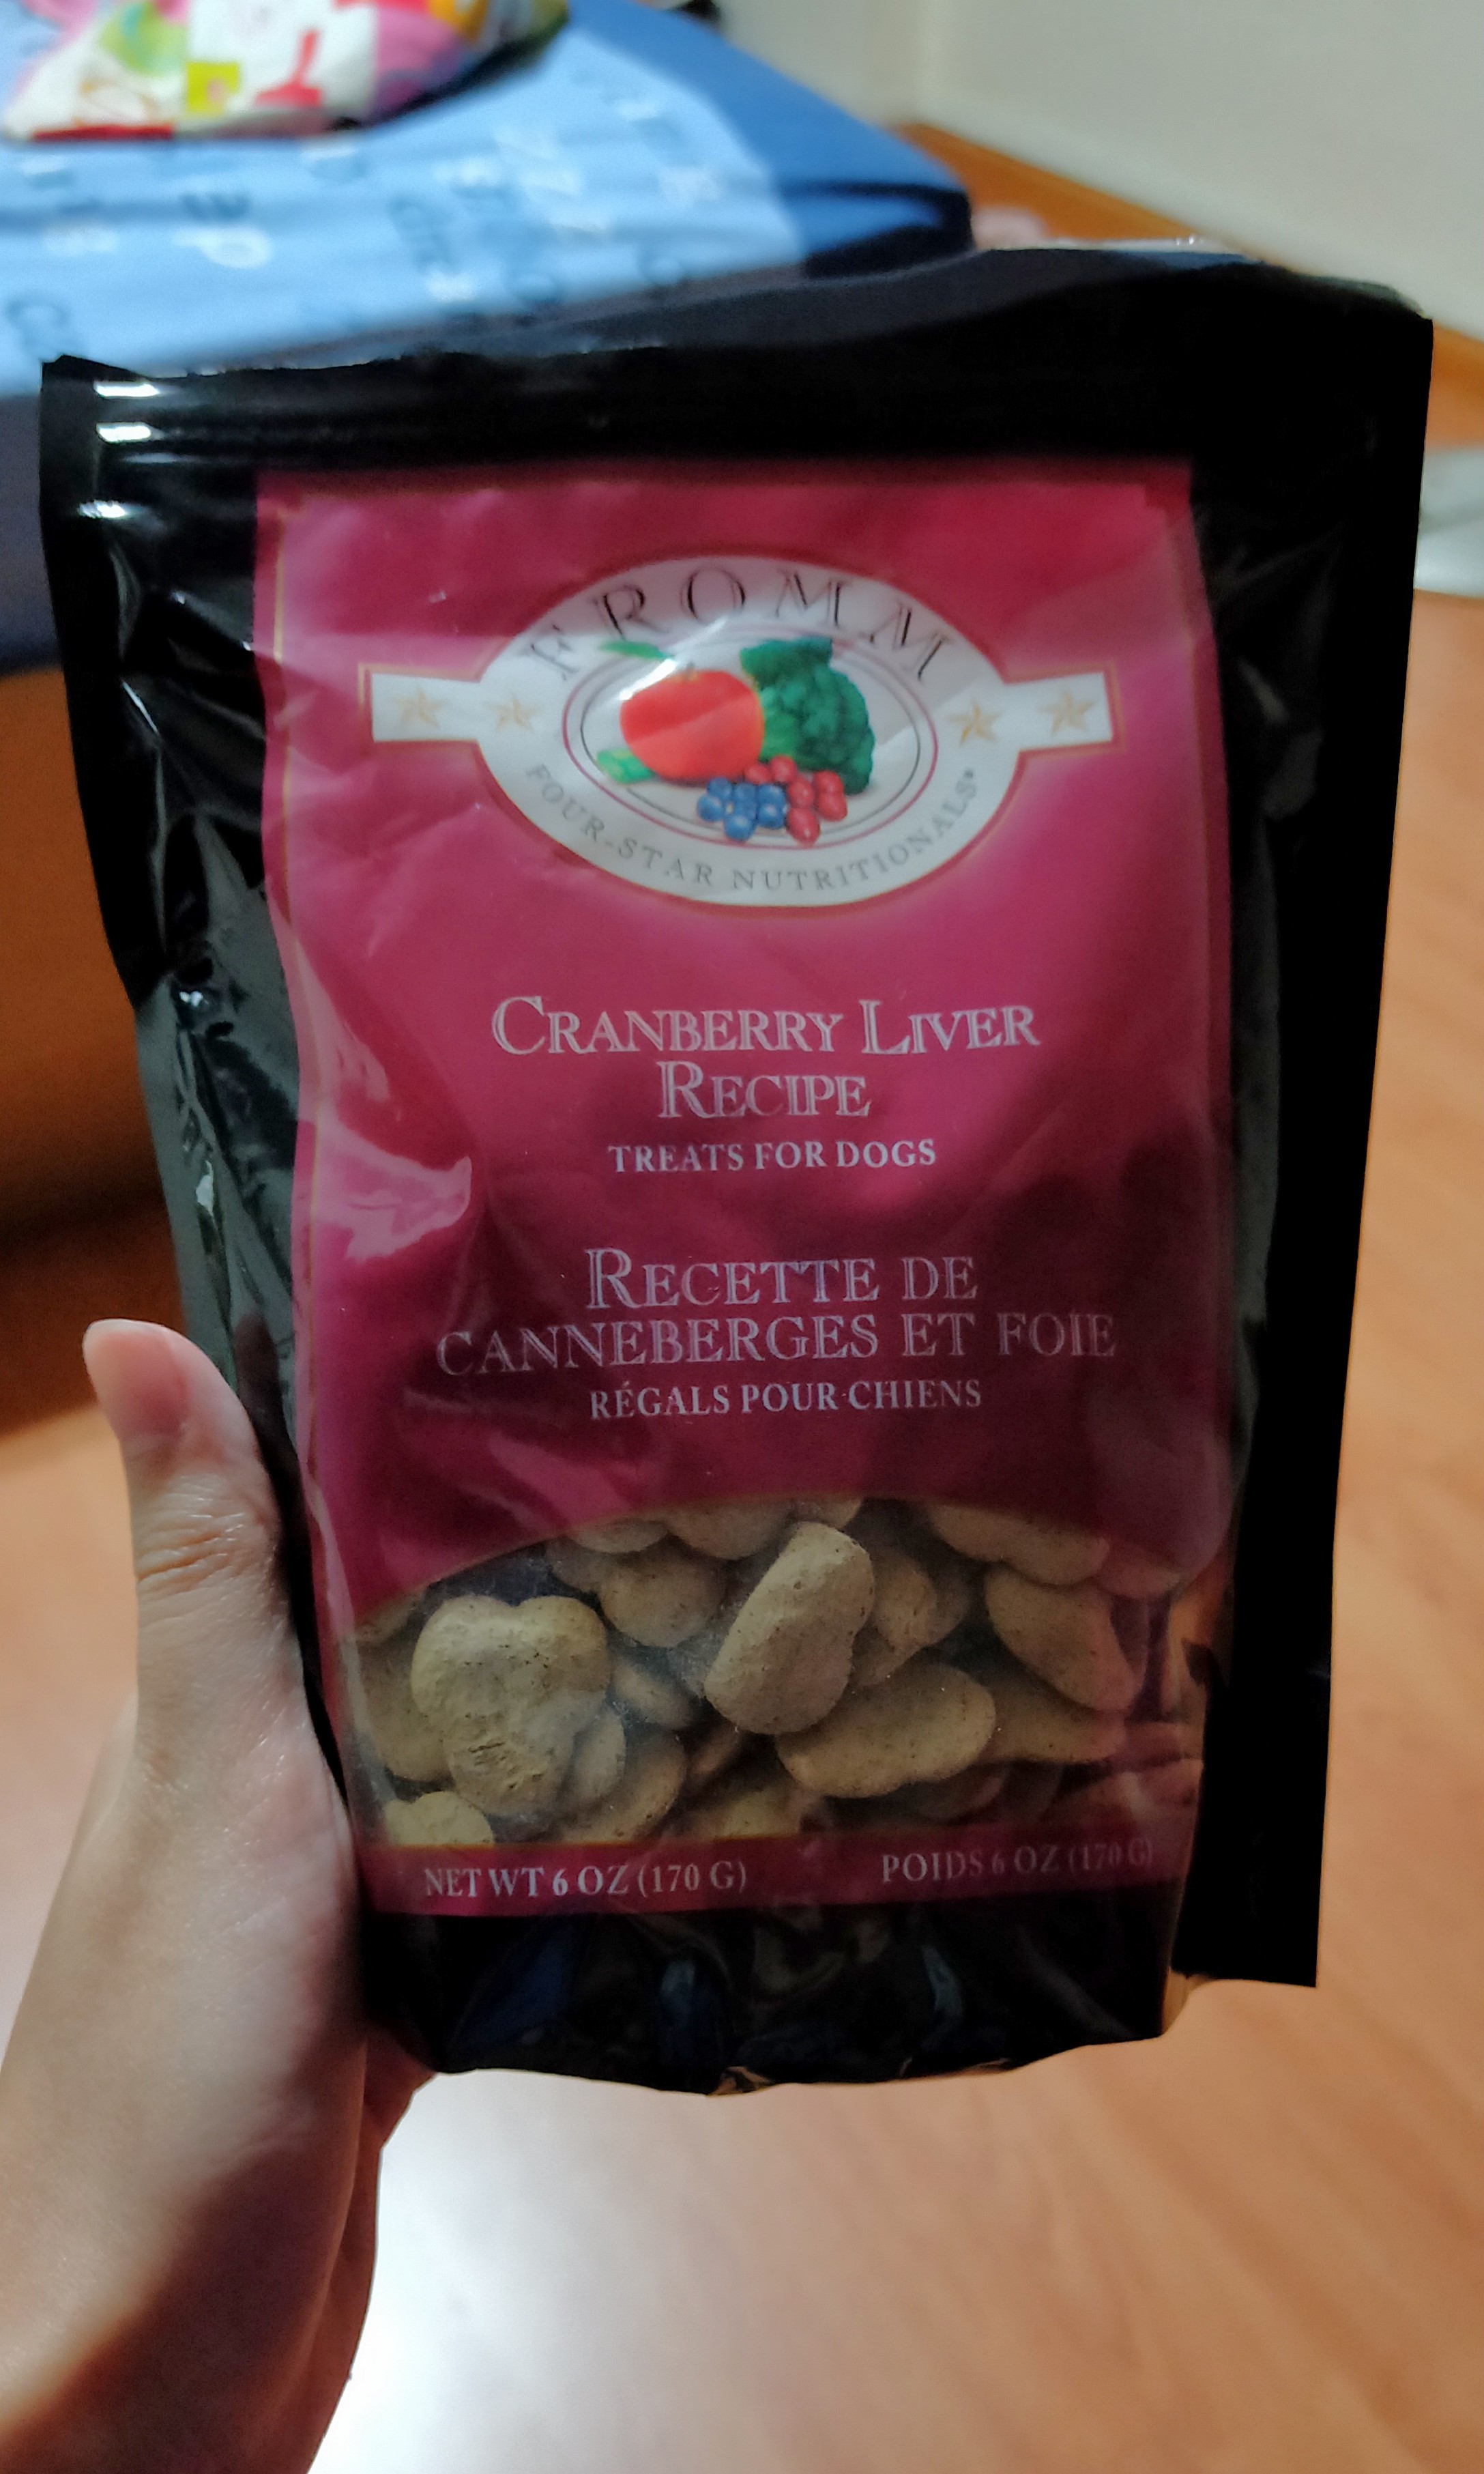 FROMM
FOUR-STAR NUTRITIONALS®
CRANBERRY LIVER
RECIPE
TREATS FOR DOGS
RECETTE DE
CANNEBERGES ET FOIE
RÉGALS POUR CHIENS
NET WT 6 OZ (170 G)
POIDS 6 OZ (170 G)